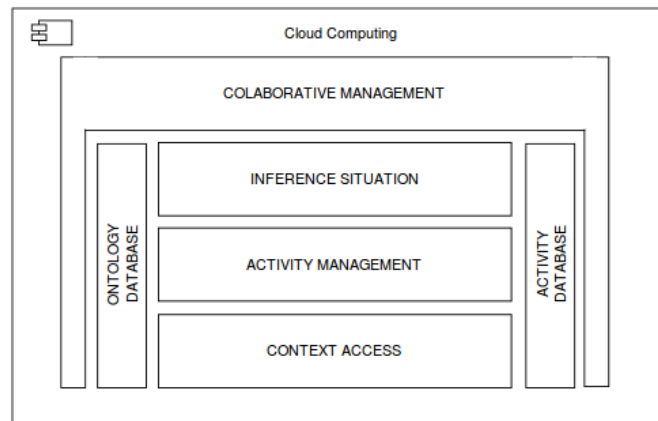 Cloud Computing
COLABORATIVE MANAGEMENT
INFERENCE SITUATION
ONTOLOGY
DATABASE
ACTIVITY MANAGEMENT
ACTIVITY
DATABASE
CONTEXT ACCESS